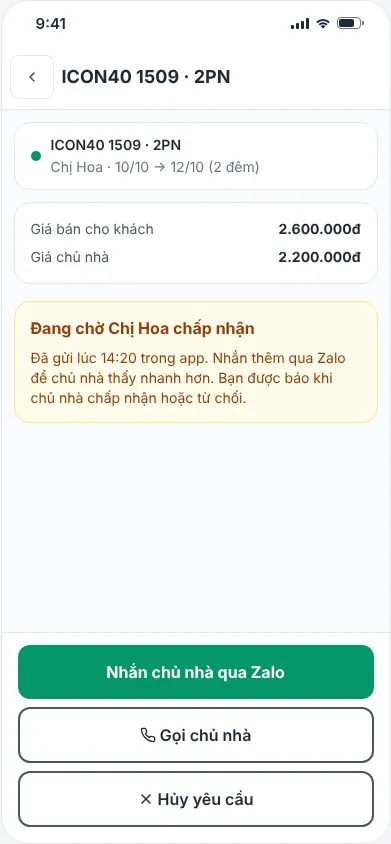 9:41
ICON40 1509 · 2PN
ICON40 1509 · 2PN
Chị Hoa · 10/10 → 12/10 (2 đêm)
Giá bán cho khách 2.600.000đ
Giá chủ nhà 2.200.000đ
Đang chờ Chị Hoa chấp nhận
Đã gửi lúc 14:20 trong app. Nhắn thêm qua Zalo
để chủ nhà thấy nhanh hơn. Bạn được báo khi
chủ nhà chấp nhận hoặc từ chối.
Nhắn chủ nhà qua Zalo
Gọi chủ nhà
Hủy yêu cầu